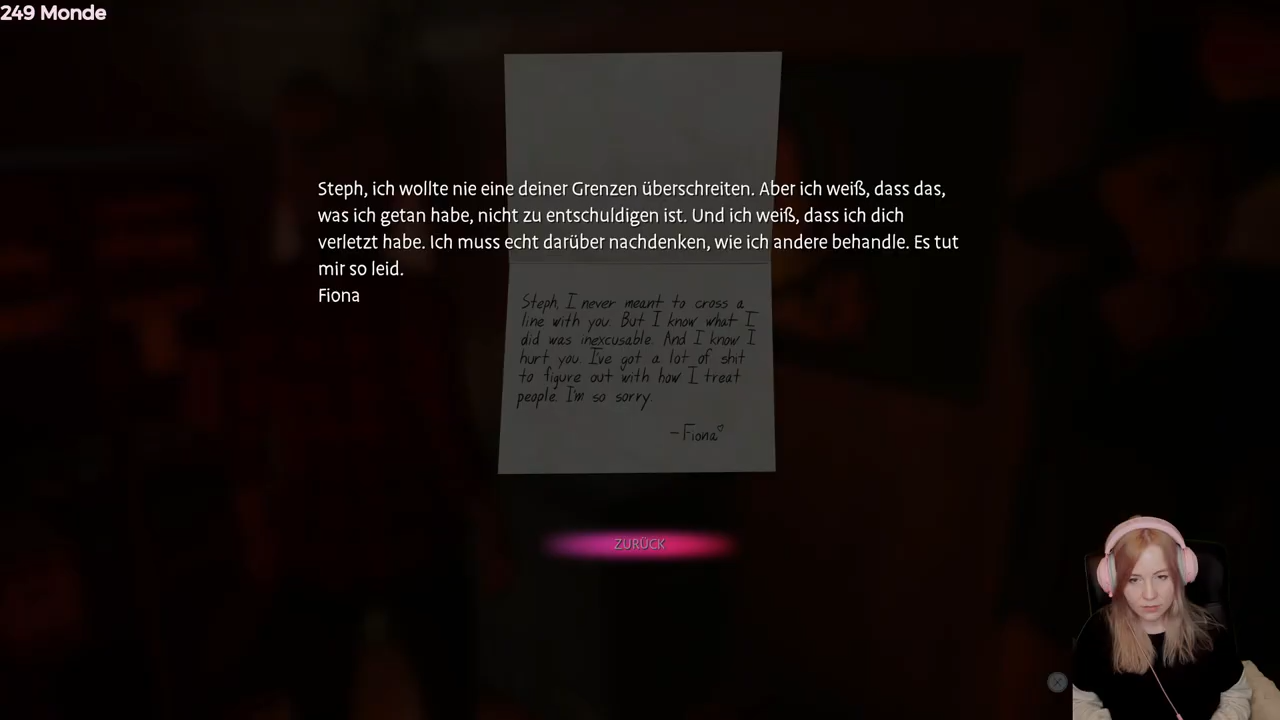 249 Monde
Steph, ich wollte nie eine deiner Grenzen überschreiten. Aber ich weiß, dass das,
was ich getan habe, nicht zu entschuldigen ist. Und ich weiß, dass ich dich
verletzt habe. Ich muss echt darüber nachdenken, wie ich andere behandle. Es tut
mir so leid.
Fiona
Steph, I never meant to cross a
line with you. But I know what I
did was inexcusable. And I know I
hurt you. I've got a lot of shit
to figure out with how I treat
people. I'm so sorry.
- Fiona♡
ZURÜCK